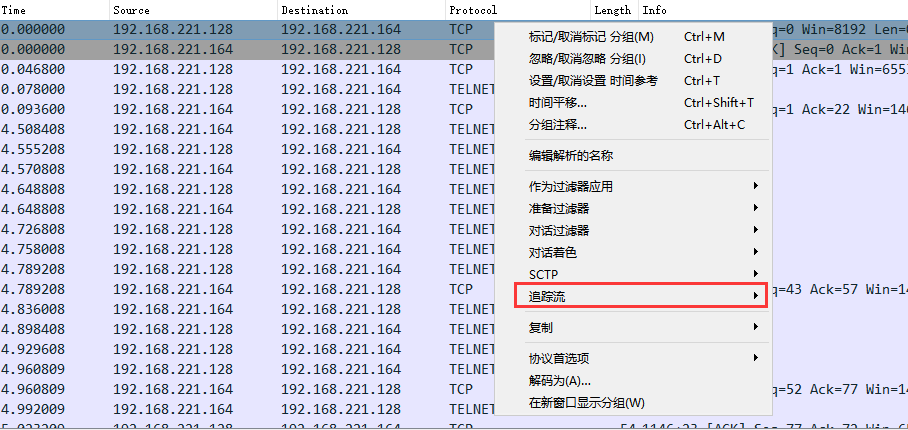 Time Source Destination Protocol Length Info
0.000000 192.168.221.128 192.168.221.164 TCP q=0 Win=8192 Len=
0.000000 192.168.221.164 192.168.221.128 TCP K] Seq=0 Ack=1 Win
0.046800 192.168.221.128 192.168.221.164 TCP q=1 Ack=1 Win=655
0.078000 192.168.221.164 192.168.221.128 TELNET
0.093600 192.168.221.128 192.168.221.164 TCP q=1 Ack=22 Win=146
4.508408 192.168.221.164 192.168.221.128 TELNET
4.555208 192.168.221.128 192.168.221.164 TELNET
4.570808 192.168.221.164 192.168.221.128 TELNET
4.648808 192.168.221.128 192.168.221.164 TELNET
4.648808 192.168.221.164 192.168.221.128 TELNET
4.726808 192.168.221.128 192.168.221.164 TELNET
4.758008 192.168.221.164 192.168.221.128 TELNET
4.789208 192.168.221.128 192.168.221.164 TELNET
4.789208 192.168.221.164 192.168.221.128 TCP q=43 Ack=57 Win=14
4.836008 192.168.221.164 192.168.221.128 TELNET
4.898408 192.168.221.128 192.168.221.164 TELNET
4.929608 192.168.221.164 192.168.221.128 TELNET
4.960809 192.168.221.128 192.168.221.164 TELNET
4.960809 192.168.221.164 192.168.221.128 TCP q=52 Ack=77 Win=14
4.992009 192.168.221.164 192.168.221.128 TELNET
标记/取消标记 分组(M) Ctrl+M
忽略/取消忽略 分组(I) Ctrl+D
设置/取消设置 时间参考 Ctrl+T
时间平移... Ctrl+Shift+T
分组注释... Ctrl+Alt+C
编辑解析的名称
作为过滤器应用
准备过滤器
对话过滤器
对话着色
SCTP
追踪流
复制
协议首选项
解码为(A)...
在新窗口显示分组(W)